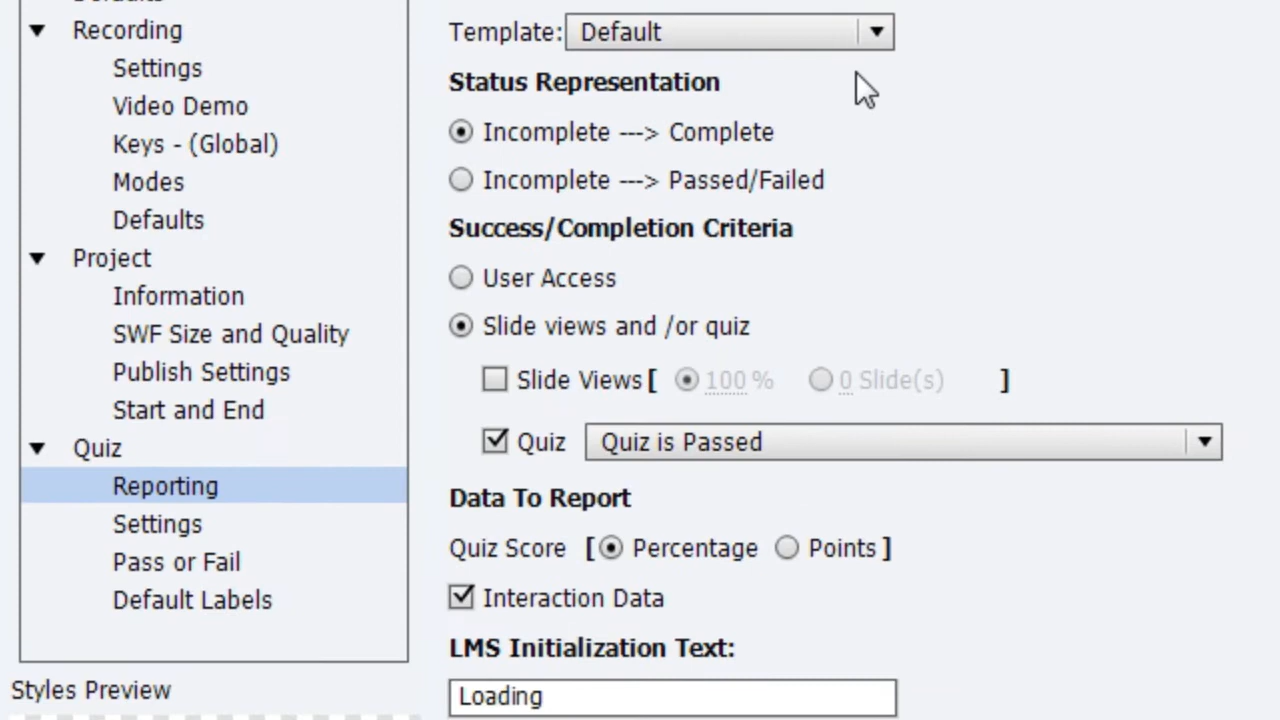 Defaults
Recording
Settings
Video Demo
Keys - (Global)
Modes
Defaults
Project
Information
SWF Size and Quality
Publish Settings
Start and End
Quiz
Reporting
Settings
Pass or Fail
Default Labels
Styles Preview
Template: Default
Status Representation
Incomplete ---> Complete
Incomplete ---> Passed/Failed
Success/Completion Criteria
User Access
Slide views and /or quiz
Slide Views [ 100 % 0 Slide(s) ]
Quiz Quiz is Passed
Data To Report
Quiz Score [ Percentage Points ]
Interaction Data
LMS Initialization Text:
Loading